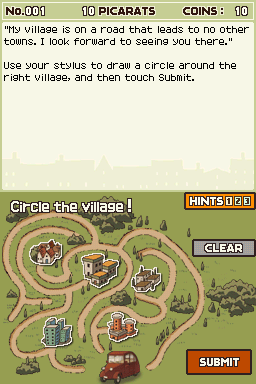 No.001 10 PICARATS COINS: 10
"My village is on a road that leads to no other
towns. I look forward to seeing you there."
Use your stylus to draw a circle around the
right village, and then touch Submit.
Circle the village!
HINTS 1 2 3
CLEAR
SUBMIT